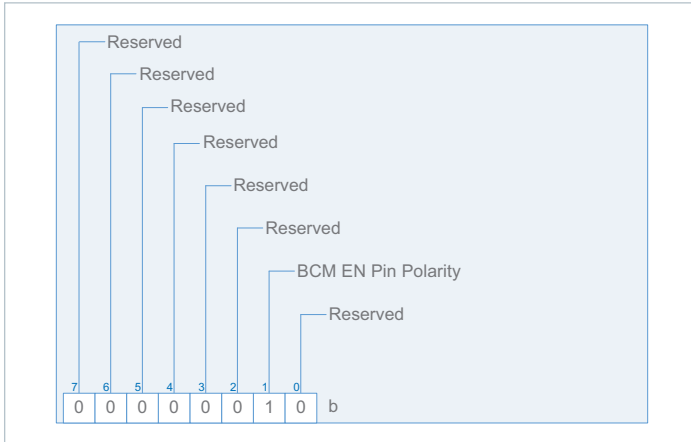 Reserved
Reserved
Reserved
Reserved
Reserved
Reserved
BCM EN Pin Polarity
Reserved
7 6 5 4 3 2 1 0
0 0 0 0 0 0 1 0 b